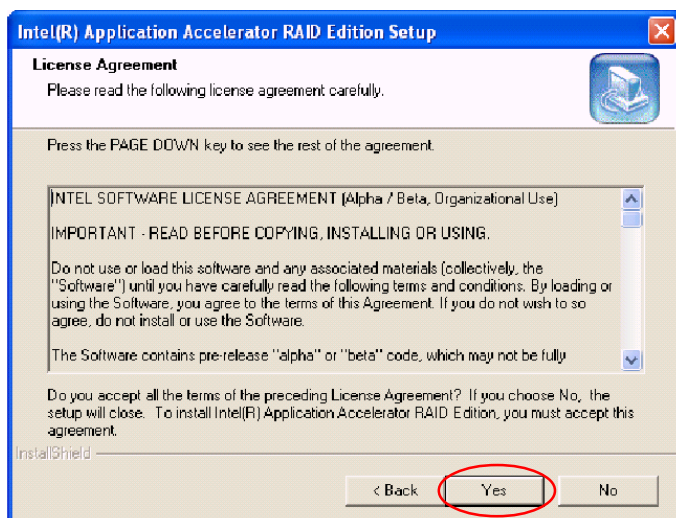 Intel(R) Application Accelerator RAID Edition Setup
License Agreement
Please read the following license agreement carefully.
Press the PAGE DOWN key to see the rest of the agreement.
INTEL SOFTWARE LICENSE AGREEMENT (Alpha / Beta, Organizational Use)
IMPORTANT - READ BEFORE COPYING, INSTALLING OR USING.
Do not use or load this software and any associated materials (collectively, the
"Software") until you have carefully read the following terms and conditions. By loading or
using the Software, you agree to the terms of this Agreement. If you do not wish to so
agree, do not install or use the Software.
The Software contains pre-release "alpha" or "beta" code, which may not be fully
Do you accept all the terms of the preceding License Agreement? If you choose No, the
setup will close. To install Intel(R) Application Accelerator RAID Edition, you must accept this
agreement.
InstallShield
< Back
Yes
No